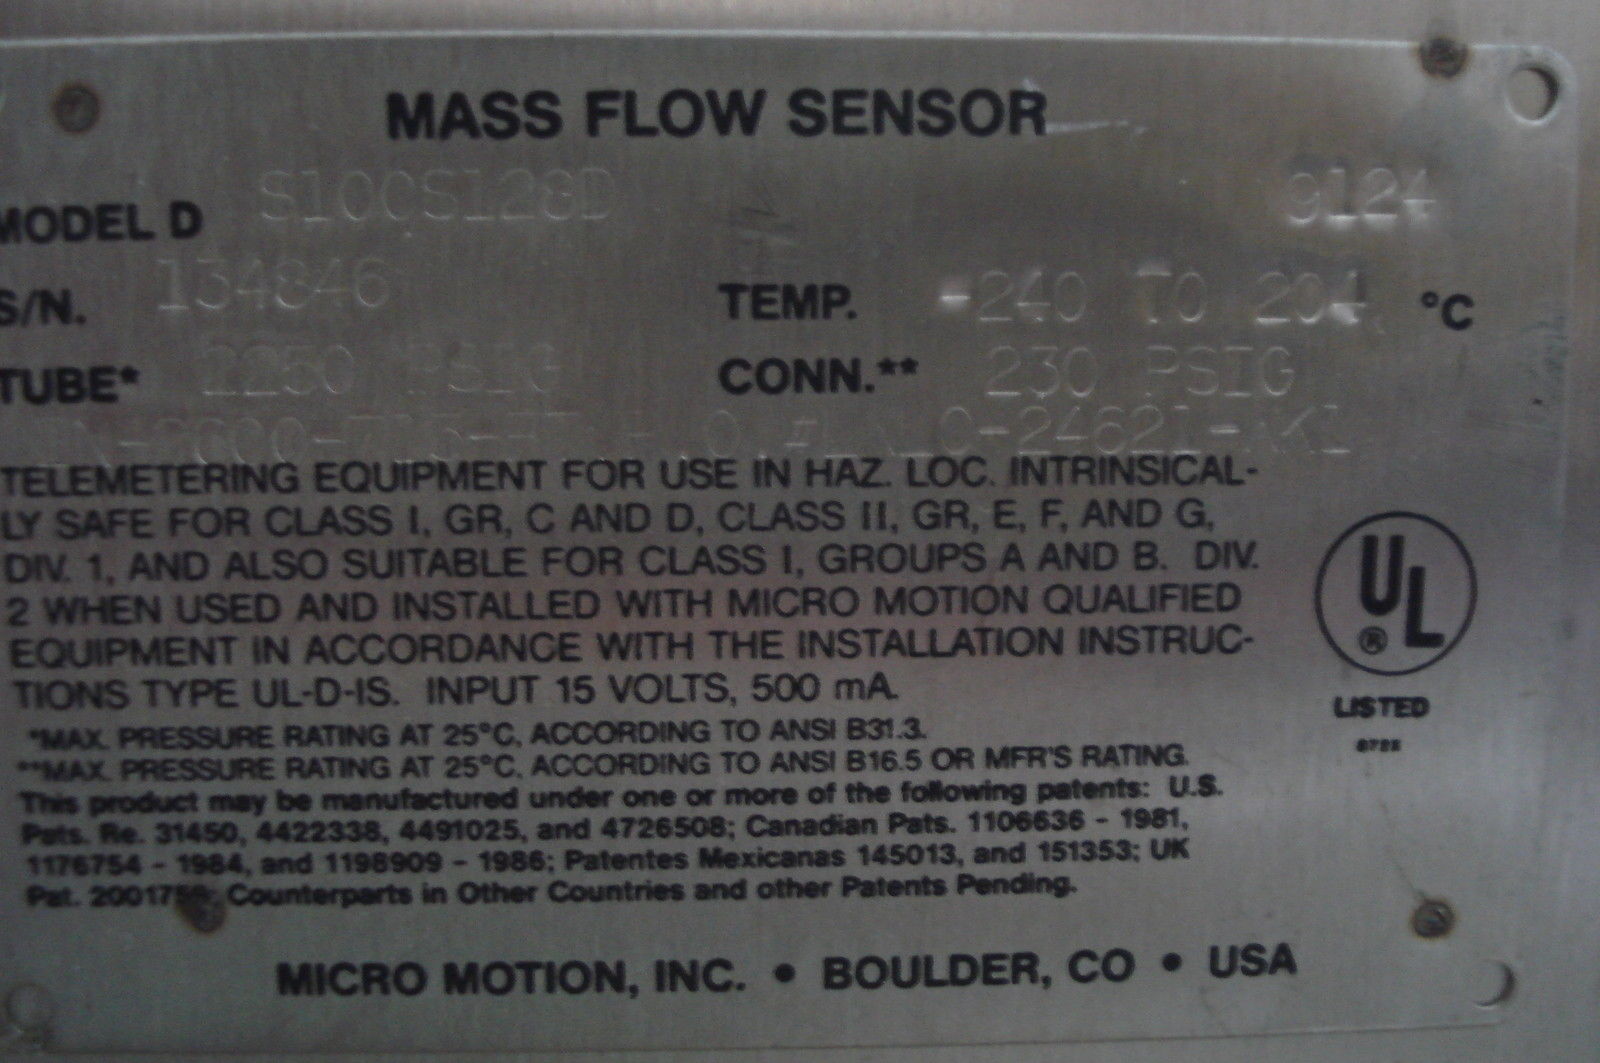 MASS FLOW SENSOR
MODEL D S10CS128D 9124
S/N. 134846 TEMP. -240 TO 204 °C
TUBE* 2250 PSIG CONN.** 230 PSIG
TELEMETERING EQUIPMENT FOR USE IN HAZ. LOC. INTRINSICAL-
LY SAFE FOR CLASS I, GR, C AND D, CLASS II, GR, E, F, AND G,
DIV. 1, AND ALSO SUITABLE FOR CLASS I, GROUPS A AND B. DIV.
2 WHEN USED AND INSTALLED WITH MICRO MOTION QUALIFIED
EQUIPMENT IN ACCORDANCE WITH THE INSTALLATION INSTRUC-
TIONS TYPE UL-D-IS. INPUT 15 VOLTS, 500 mA.
UL ®
LISTED
*MAX. PRESSURE RATING AT 25°C, ACCORDING TO ANSI B31.3.
**MAX. PRESSURE RATING AT 25°C, ACCORDING TO ANSI B16.5 OR MFR'S RATING.
This product may be manufactured under one or more of the following patents: U.S.
Pats. Re. 31450, 4422338, 4491025, and 4726508; Canadian Pats. 1106636 - 1981,
1176754 - 1984, and 1198909 - 1986; Patentes Mexicanas 145013, and 151353; UK
Pat. Counterparts in Other Countries and other Patents Pending.
MICRO MOTION, INC. • BOULDER, CO • USA